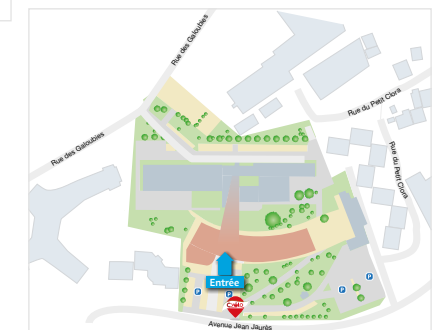 Rue des Galoubies
Rue du Petit Clora
Rue des Galoubies
Rue du Petit Clora
Entrée
P
P
P
P
Avenue Jean Jaurès